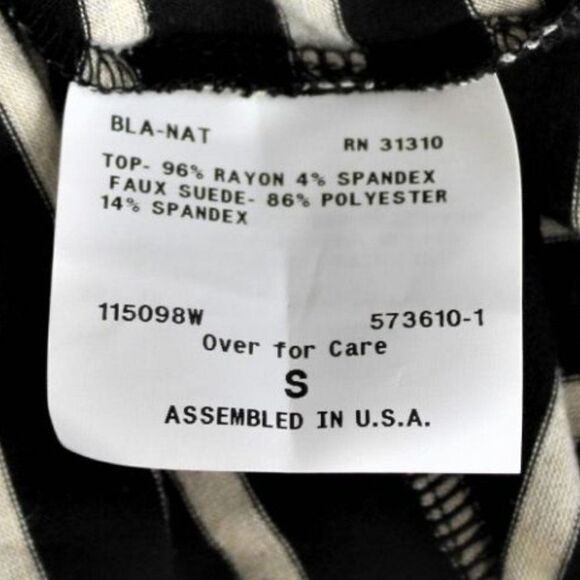 BLA-NAT RN 31310
TOP- 96% RAYON 4% SPANDEX
FAUX SUEDE- 86% POLYESTER
14% SPANDEX
115098W 573610-1
Over for Care
S
ASSEMBLED IN U.S.A.